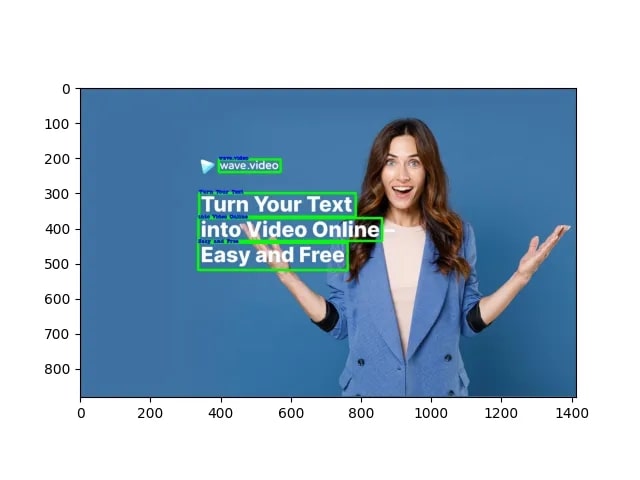 0
100
200
300
400
500
600
700
800
0 200 400 600 800 1000 1200 1400
wave.video
wave.video
Turn Your Text
Turn Your Text
into Video Online
into Video Online –
Easy and Free
Easy and Free